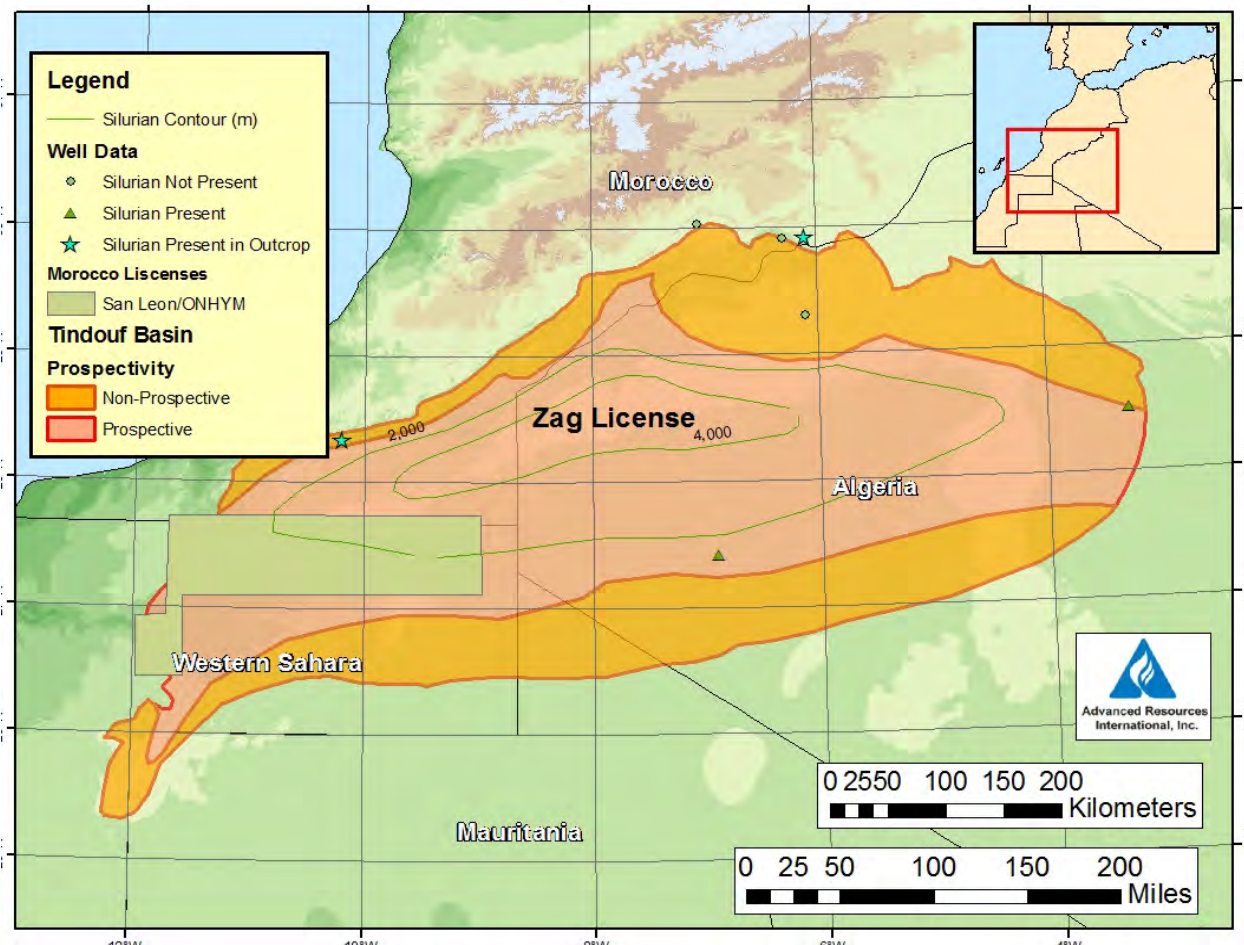 Legend
Silurian Contour (m)
Well Data
Silurian Not Present
Silurian Present
Silurian Present in Outcrop
Morocco Liscenses
San Leon/ONHYM
Tindouf Basin
Prospectivity
Non-Prospective
Prospective
Morocco
2,000
Zag License
4,000
Algeria
Western Sahara
Mauritania
Advanced Resources
International, Inc.
0 25 50 100 150 200
Kilometers
0 25 50 100 150 200
Miles